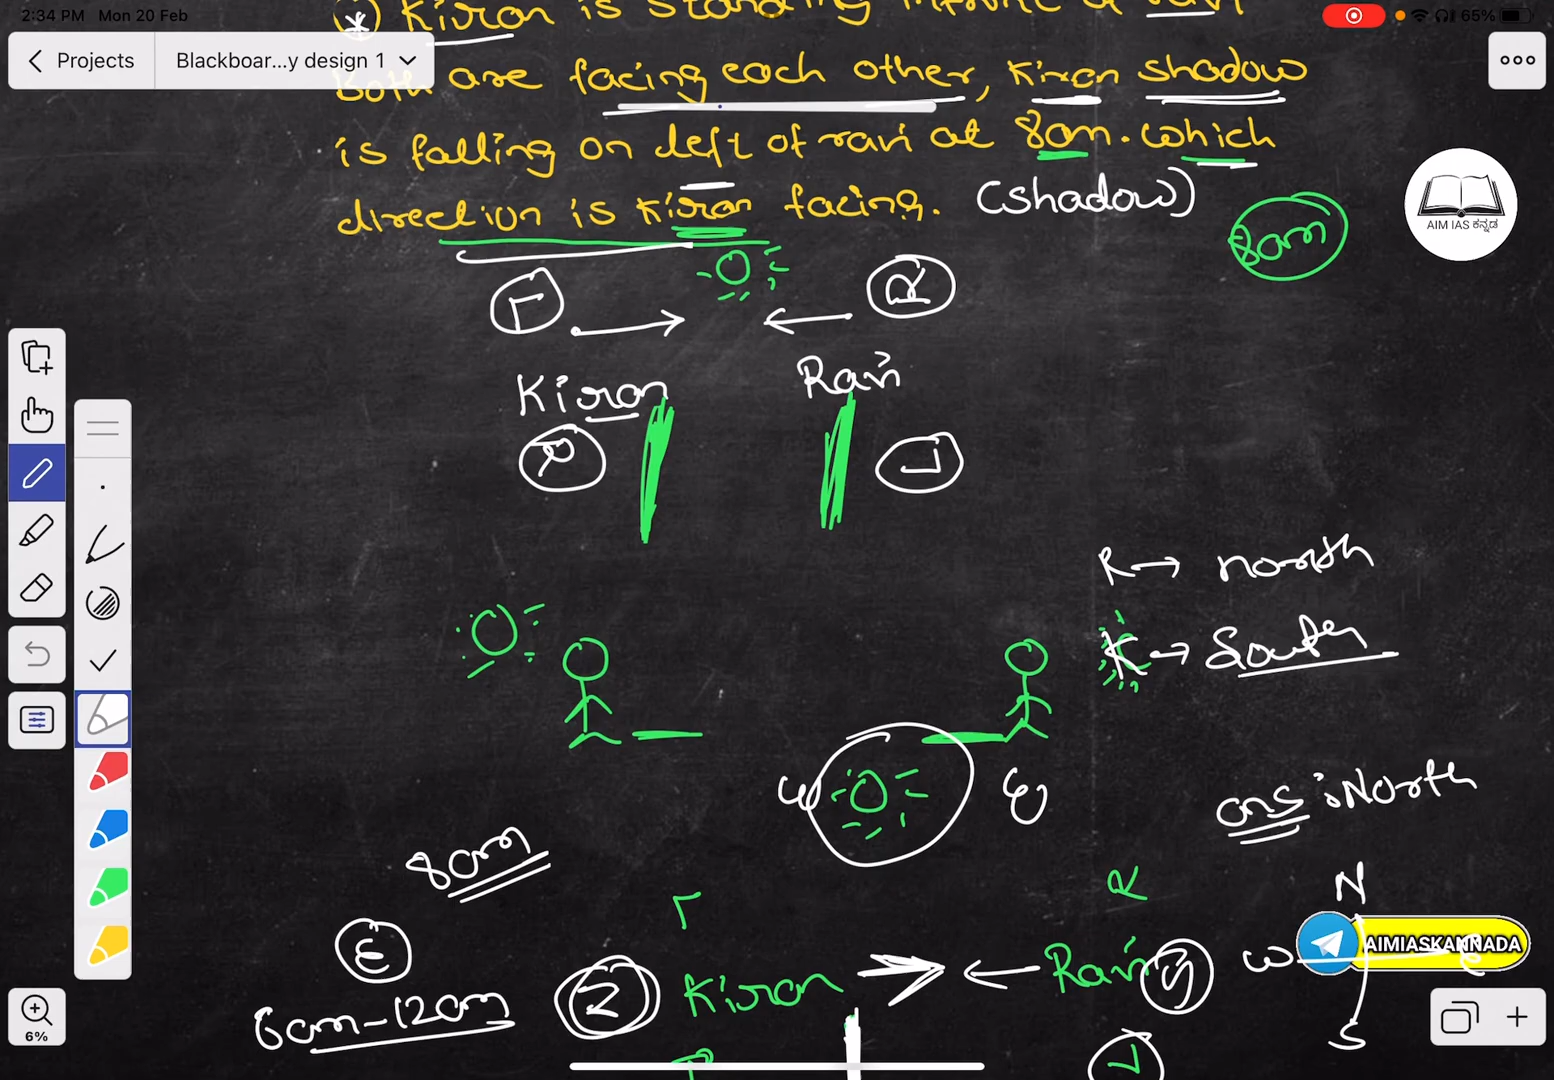 2:34 PM Mon 20 Feb
65%
Kiran is standing infront of ravi
Projects
Blackboar...y design 1
Both are facing each other, Kiran shadow
is falling on left of ravi at 8am. which
direction is Kiran facing. (shadow)
8am
AIM IAS ಕನ್ನಡ
L R
Kiran Ravi
R L
R → north
K → South
W E
ans: North
8am
L R
N
E
Kiran Ravi
W E
AIMIASKANNADA
6am-12am
S
R L
6%